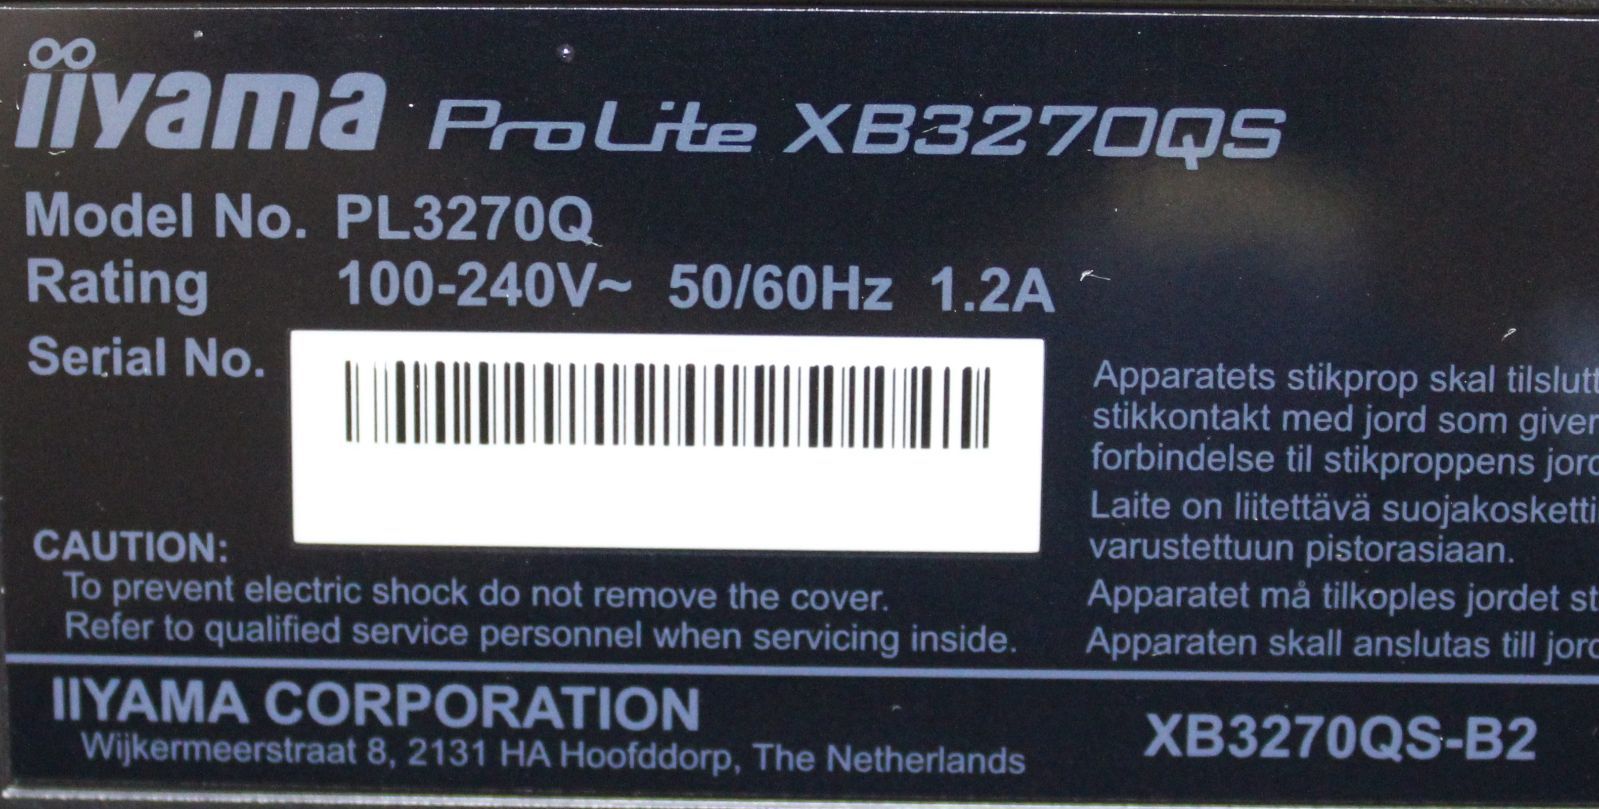 iiyama ProLite XB3270QS
Model No. PL3270Q
Rating 100-240V~ 50/60Hz 1.2A
Serial No.
CAUTION:
To prevent electric shock do not remove the cover.
Refer to qualified service personnel when servicing inside.
Apparatets stikprop skal tilslutt
stikkontakt med jord som giver
forbindelse til stikproppens jord
Laite on liitettävä suojakosketti
varustettuun pistorasiaan.
Apparatet må tilkoples jordet st
Apparaten skall anslutas till jord
IIYAMA CORPORATION
Wijkermeerstraat 8, 2131 HA Hoofddorp, The Netherlands
XB3270QS-B2